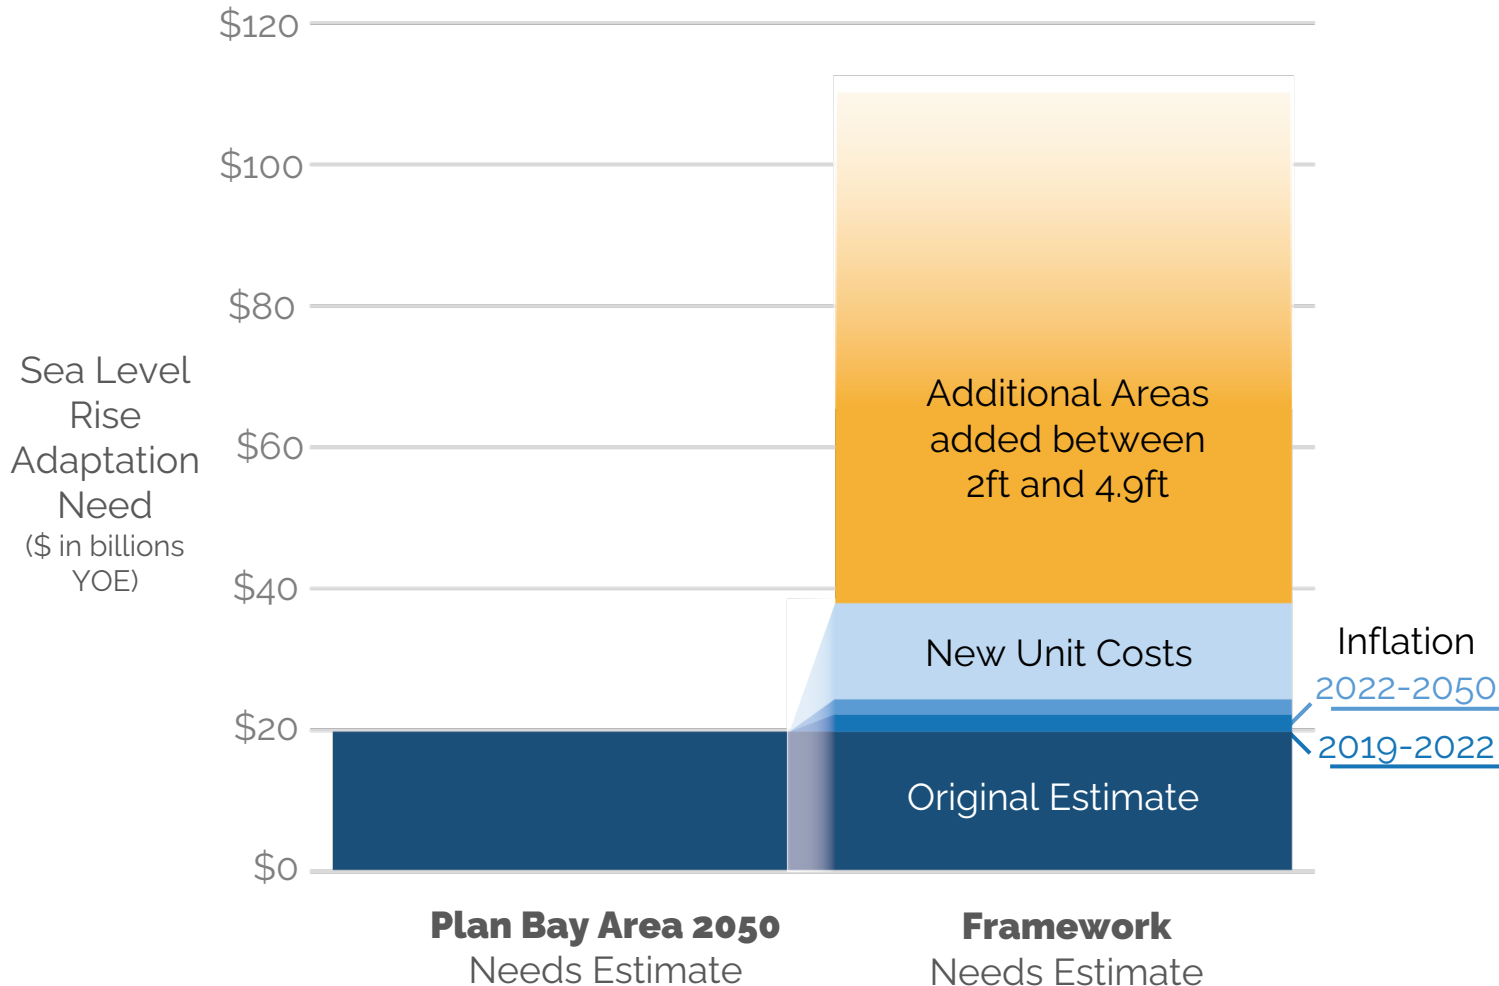 $120
$100
$80
$60
$40
$20
$0
Sea Level
Rise
Adaptation
Need
($ in billions
YOE)
Additional Areas
added between
2ft and 4.9ft
New Unit Costs
Original Estimate
Inflation
2022-2050
2019-2022
Plan Bay Area 2050
Needs Estimate
Framework
Needs Estimate